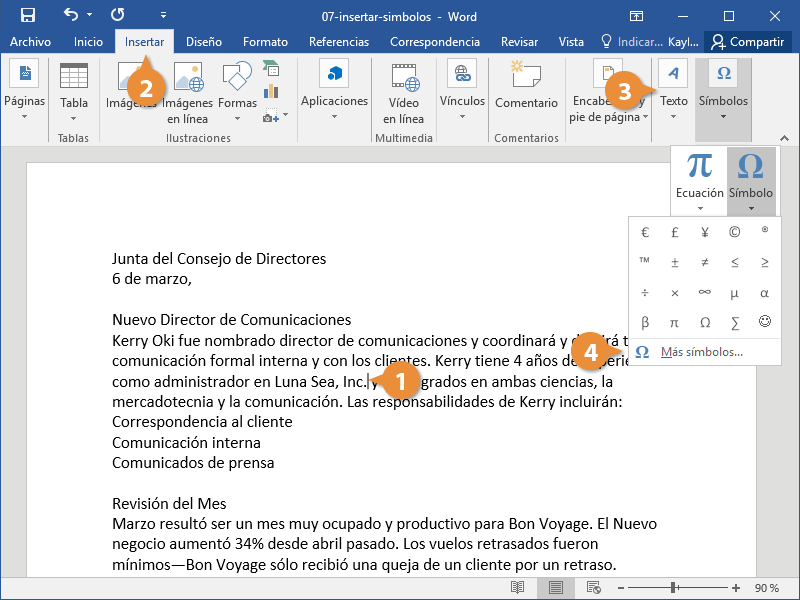 07-insertar-simbolos - Word
Archivo Inicio Insertar Diseño Formato Referencias Correspondencia Revisar Vista Indicar... Kayl... Compartir
Páginas Tabla Imágenes Imágenes en línea Formas Aplicaciones Vídeo en línea Vínculos Comentario pie de página Texto Símbolos
Tablas Ilustraciones Multimedia Comentarios
2
3
Ecuación Símbolo
€ £ ¥ © ®
™ ± ≠ ≤ ≥
÷ × ∞ µ α
β π Ω ∑ ☺
Más símbolos...
4
1
Junta del Consejo de Directores
6 de marzo,
Nuevo Director de Comunicaciones
Kerry Oki fue nombrado director de comunicaciones y coordinará y
comunicación formal interna y con los clientes. Kerry tiene 4 años de
como administrador en Luna Sea, Inc. y grados en ambas ciencias, la
mercadotecnia y la comunicación. Las responsabilidades de Kerry incluirán:
Correspondencia al cliente
Comunicación interna
Comunicados de prensa
Revisión del Mes
Marzo resultó ser un mes muy ocupado y productivo para Bon Voyage. El Nuevo
negocio aumentó 34% desde abril pasado. Los vuelos retrasados fueron
mínimos—Bon Voyage sólo recibió una queja de un cliente por un retraso.
90 %